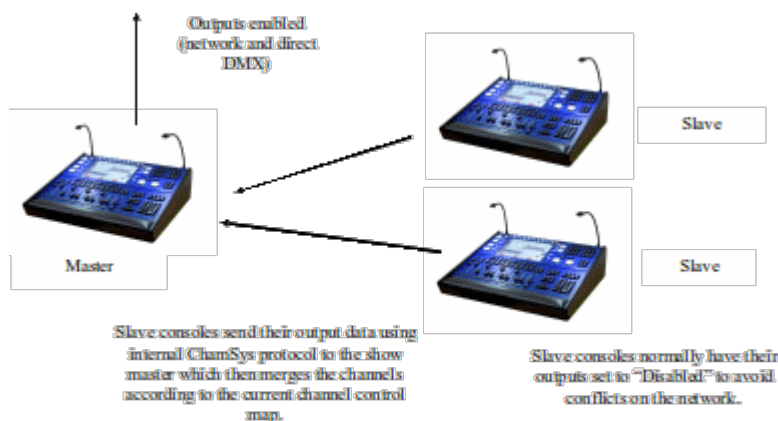 Outputs enabled
(network and direct
DMX)
Slave
Master
Slave
Slave consoles send their output data using
internal ChamSys protocol to the show
master which then merges the channels
according to the current channel control
map.
Slave consoles normally have their
outputs set to “Disabled” to avoid
conflicts on the network.